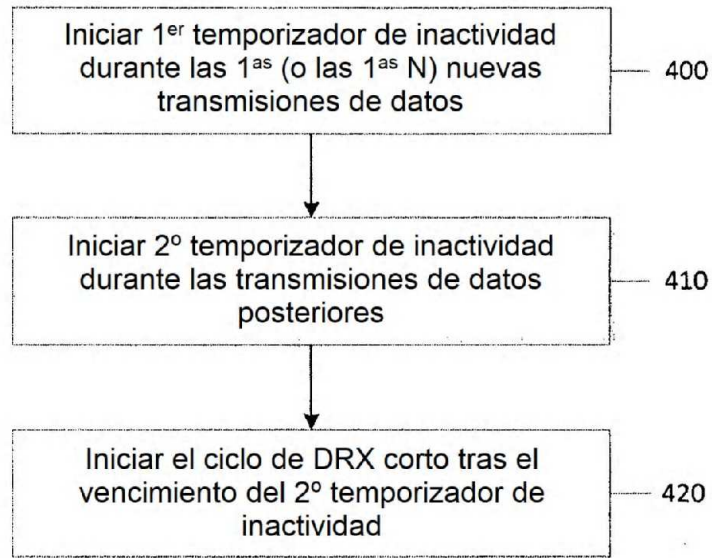 Iniciar 1er temporizador de inactividad
durante las 1as (o las 1as N) nuevas
transmisiones de datos
400
Iniciar 2º temporizador de inactividad
durante las transmisiones de datos
posteriores
410
Iniciar el ciclo de DRX corto tras el
vencimiento del 2º temporizador de
inactividad
420